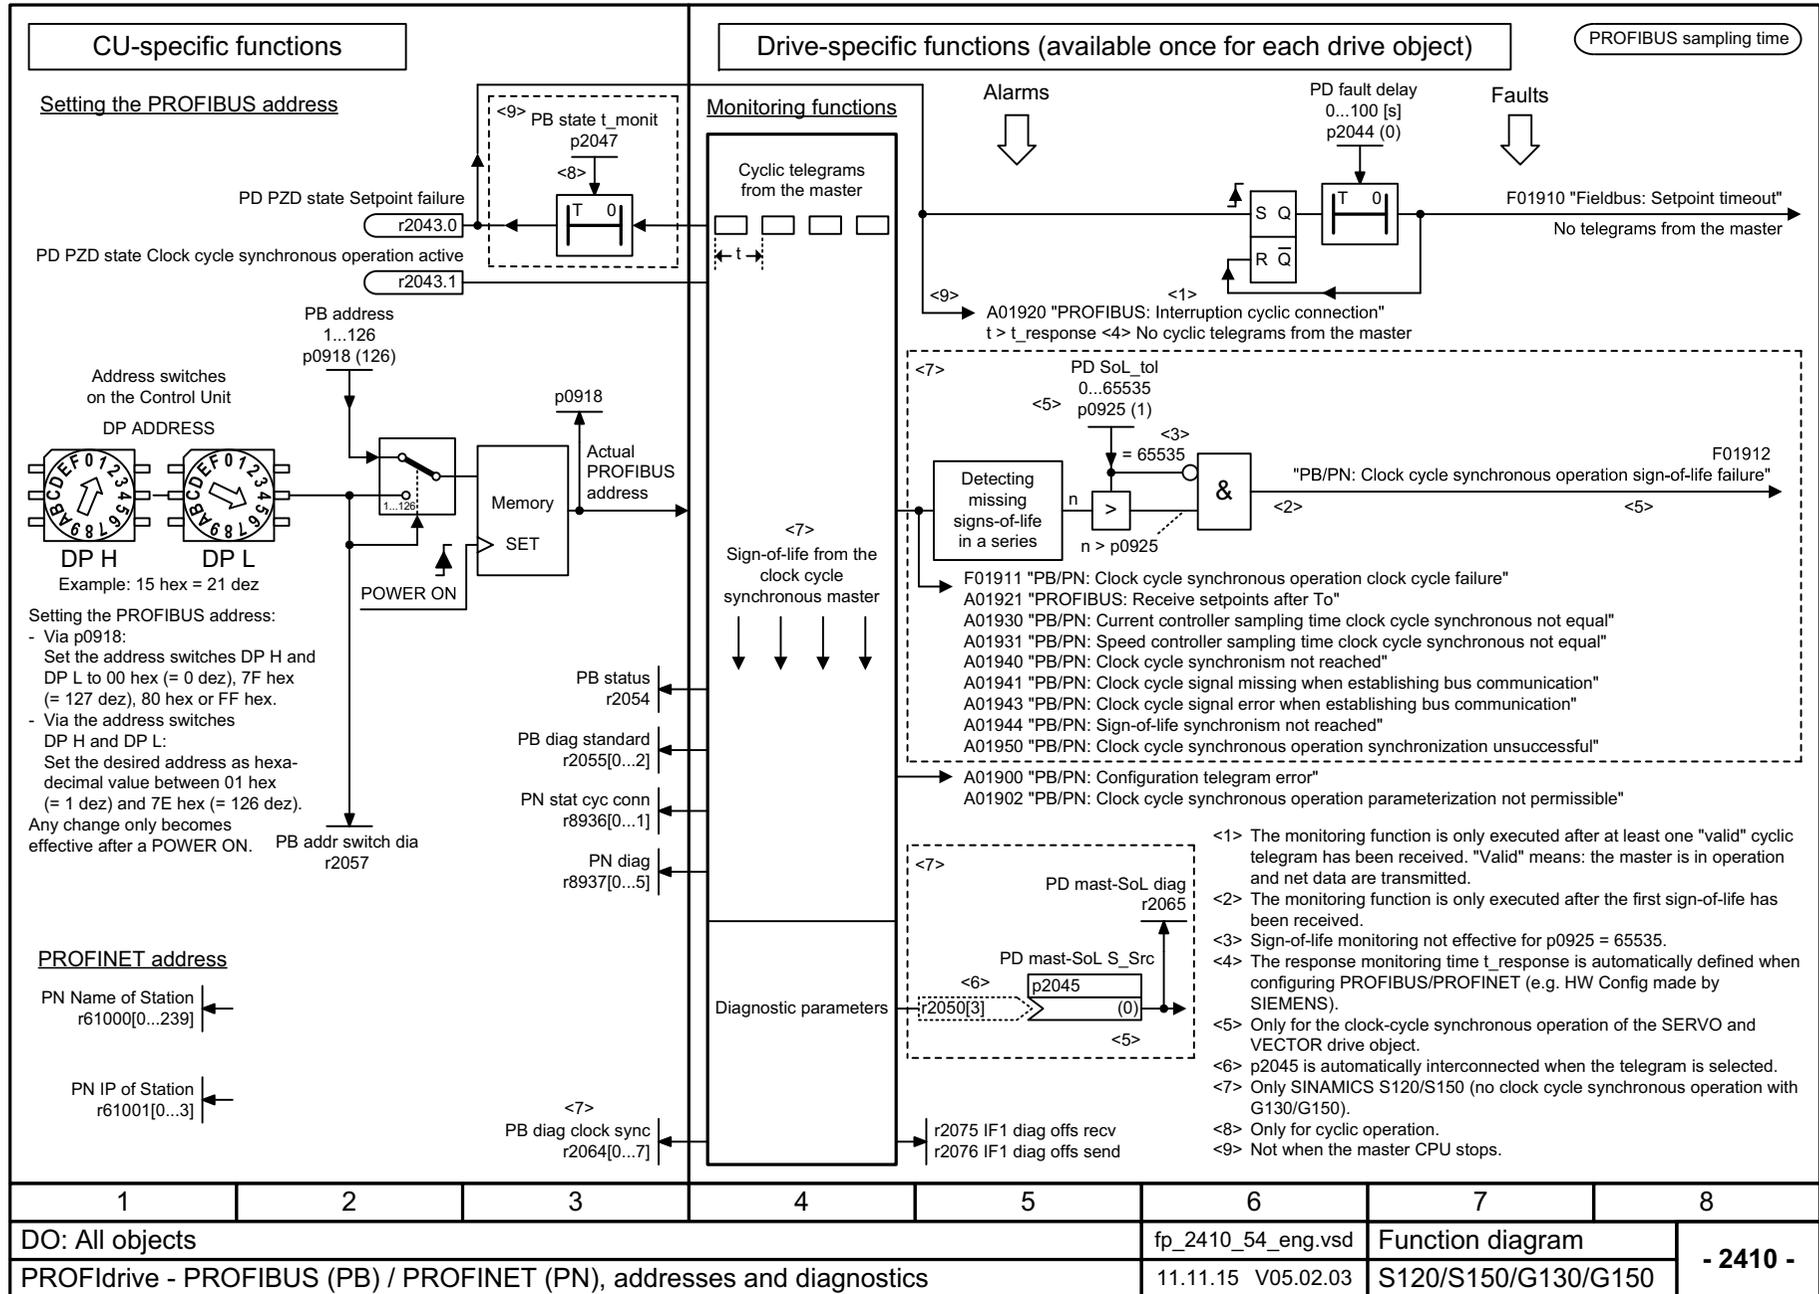 CU-specific functions
Drive-specific functions (available once for each drive object)
PROFIBUS sampling time
Setting the PROFIBUS address
<9>
PB state t_monit
p2047
<8>
T 0
PD PZD state Setpoint failure
r2043.0
PD PZD state Clock cycle synchronous operation active
r2043.1
Monitoring functions
Cyclic telegrams
from the master
t
Alarms
PD fault delay
0...100 [s]
p2044 (0)
Faults
S Q
R Q̅
T 0
F01910 "Fieldbus: Setpoint timeout"
No telegrams from the master
<9>
<1>
A01920 "PROFIBUS: Interruption cyclic connection"
t > t_response <4> No cyclic telegrams from the master
PB address
1...126
p0918 (126)
Address switches
on the Control Unit
DP ADDRESS
0 1 2 3 4 5 6 7 8 9 A B C D E F
0 1 2 3 4 5 6 7 8 9 A B C D E F
DP H
DP L
Example: 15 hex = 21 dez
1...126
p0918
Actual
PROFIBUS
address
Memory
SET
POWER ON
Setting the PROFIBUS address:
- Via p0918:
Set the address switches DP H and
DP L to 00 hex (= 0 dez), 7F hex
(= 127 dez), 80 hex or FF hex.
- Via the address switches
DP H and DP L:
Set the desired address as hexa-
decimal value between 01 hex
(= 1 dez) and 7E hex (= 126 dez).
Any change only becomes
effective after a POWER ON.
PB addr switch dia
r2057
<7>
Sign-of-life from the
clock cycle
synchronous master
PB status
r2054
PB diag standard
r2055[0...2]
PN stat cyc conn
r8936[0...1]
PN diag
r8937[0...5]
<7>
PD SoL_tol
0...65535
<5>
p0925 (1)
<3>
= 65535
Detecting
missing
signs-of-life
in a series
n
>
n > p0925
&
F01912
"PB/PN: Clock cycle synchronous operation sign-of-life failure"
<2>
<5>
F01911 "PB/PN: Clock cycle synchronous operation clock cycle failure"
A01921 "PROFIBUS: Receive setpoints after To"
A01930 "PB/PN: Current controller sampling time clock cycle synchronous not equal"
A01931 "PB/PN: Speed controller sampling time clock cycle synchronous not equal"
A01940 "PB/PN: Clock cycle synchronism not reached"
A01941 "PB/PN: Clock cycle signal missing when establishing bus communication"
A01943 "PB/PN: Clock cycle signal error when establishing bus communication"
A01944 "PB/PN: Sign-of-life synchronism not reached"
A01950 "PB/PN: Clock cycle synchronous operation synchronization unsuccessful"
A01900 "PB/PN: Configuration telegram error"
A01902 "PB/PN: Clock cycle synchronous operation parameterization not permissible"
PROFINET address
PN Name of Station
r61000[0...239]
PN IP of Station
r61001[0...3]
<7>
PB diag clock sync
r2064[0...7]
Diagnostic parameters
<7>
PD mast-SoL diag
r2065
PD mast-SoL S_Src
<6>
p2045
r2050[3]
(0)
<5>
r2075 IF1 diag offs recv
r2076 IF1 diag offs send
<1> The monitoring function is only executed after at least one "valid" cyclic
telegram has been received. "Valid" means: the master is in operation
and net data are transmitted.
<2> The monitoring function is only executed after the first sign-of-life has
been received.
<3> Sign-of-life monitoring not effective for p0925 = 65535.
<4> The response monitoring time t_response is automatically defined when
configuring PROFIBUS/PROFINET (e.g. HW Config made by
SIEMENS).
<5> Only for the clock-cycle synchronous operation of the SERVO and
VECTOR drive object.
<6> p2045 is automatically interconnected when the telegram is selected.
<7> Only SINAMICS S120/S150 (no clock cycle synchronous operation with
G130/G150).
<8> Only for cyclic operation.
<9> Not when the master CPU stops.
1 2 3 4 5 6 7 8
DO: All objects
fp_2410_54_eng.vsd
Function diagram
- 2410 -
PROFIdrive - PROFIBUS (PB) / PROFINET (PN), addresses and diagnostics
11.11.15 V05.02.03
S120/S150/G130/G150